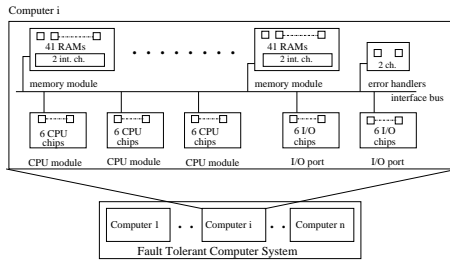 Computer i
41 RAMs
2 int. ch.
memory module
. . . . . . . .
41 RAMs
2 int. ch.
memory module
2 ch.
error handlers
interface bus
6 CPU
chips
CPU module
6 CPU
chips
CPU module
6 CPU
chips
CPU module
6 I/O
chips
I/O port
6 I/O
chips
I/O port
Computer 1 . . Computer i . . Computer n
Fault Tolerant Computer System